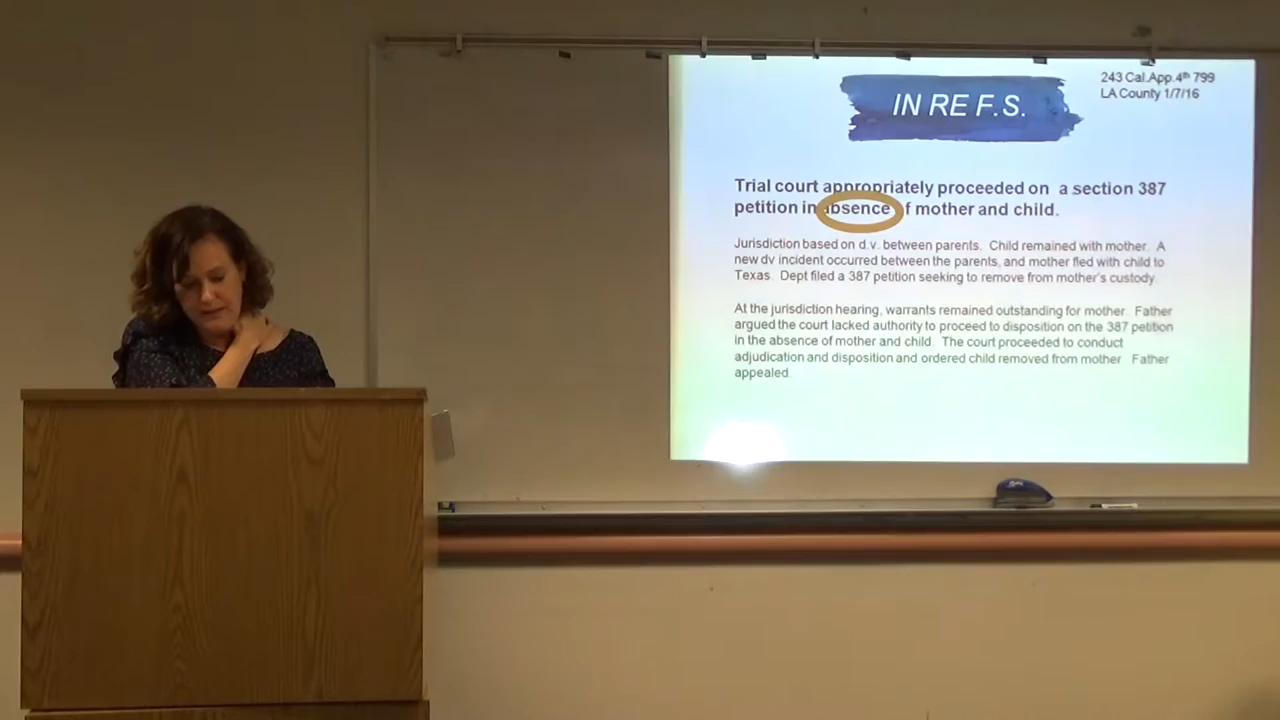 243 Cal.App.4th 799
LA County 1/7/16
IN RE F.S.
Trial court appropriately proceeded on a section 387
petition in absence of mother and child.
Jurisdiction based on d.v. between parents. Child remained with mother. A
new dv incident occurred between the parents, and mother fled with child to
Texas. Dept filed a 387 petition seeking to remove from mother's custody.
At the jurisdiction hearing, warrants remained outstanding for mother. Father
argued the court lacked authority to proceed to disposition on the 387 petition
in the absence of mother and child. The court proceeded to conduct
adjudication and disposition and ordered child removed from mother. Father
appealed.